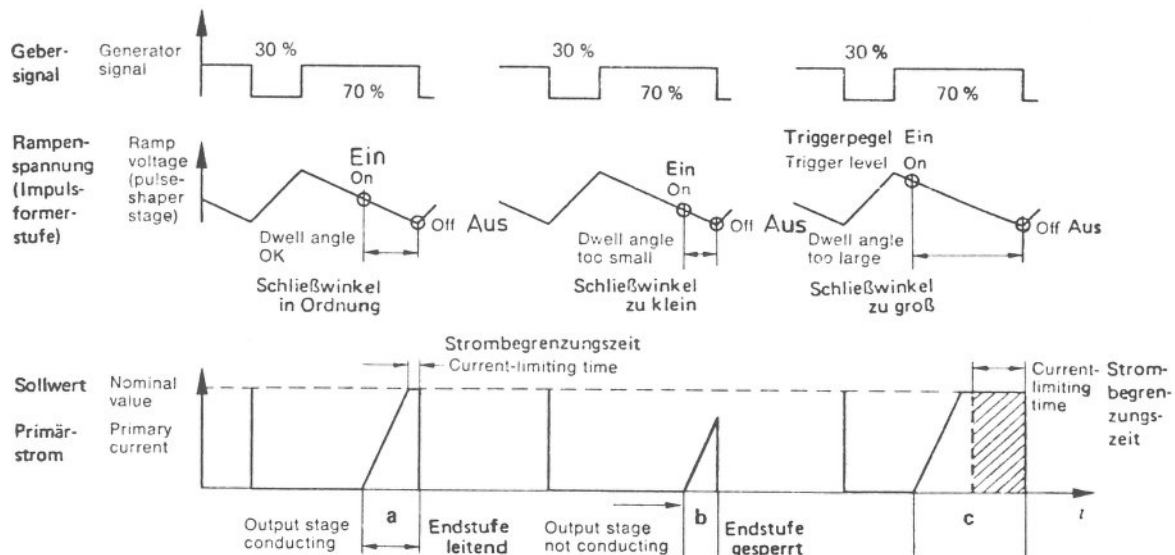 Geber-
signal
Generator
signal
30 %
70 %
30 %
70 %
30 %
70 %
Rampen-
spannung
(Impuls-
former-
stufe)
Ramp
voltage
(pulse-
shaper
stage)
Ein
On
Off Aus
Dwell angle
OK
Schließwinkel
in Ordnung
Ein
On
Off Aus
Dwell angle
too small
Schließwinkel
zu klein
Triggerpegel Ein
Trigger level On
Off Aus
Dwell angle
too large
Schließwinkel
zu groß
Strombegrenzungszeit
Current-limiting time
Sollwert
Nominal
value
Primär-
strom
Primary
current
Current-
limiting
time
Strom-
begren-
zungs-
zeit
Output stage
conducting
a
Endstufe
leitend
Output stage
not conducting
b
Endstufe
gesperrt
c
t